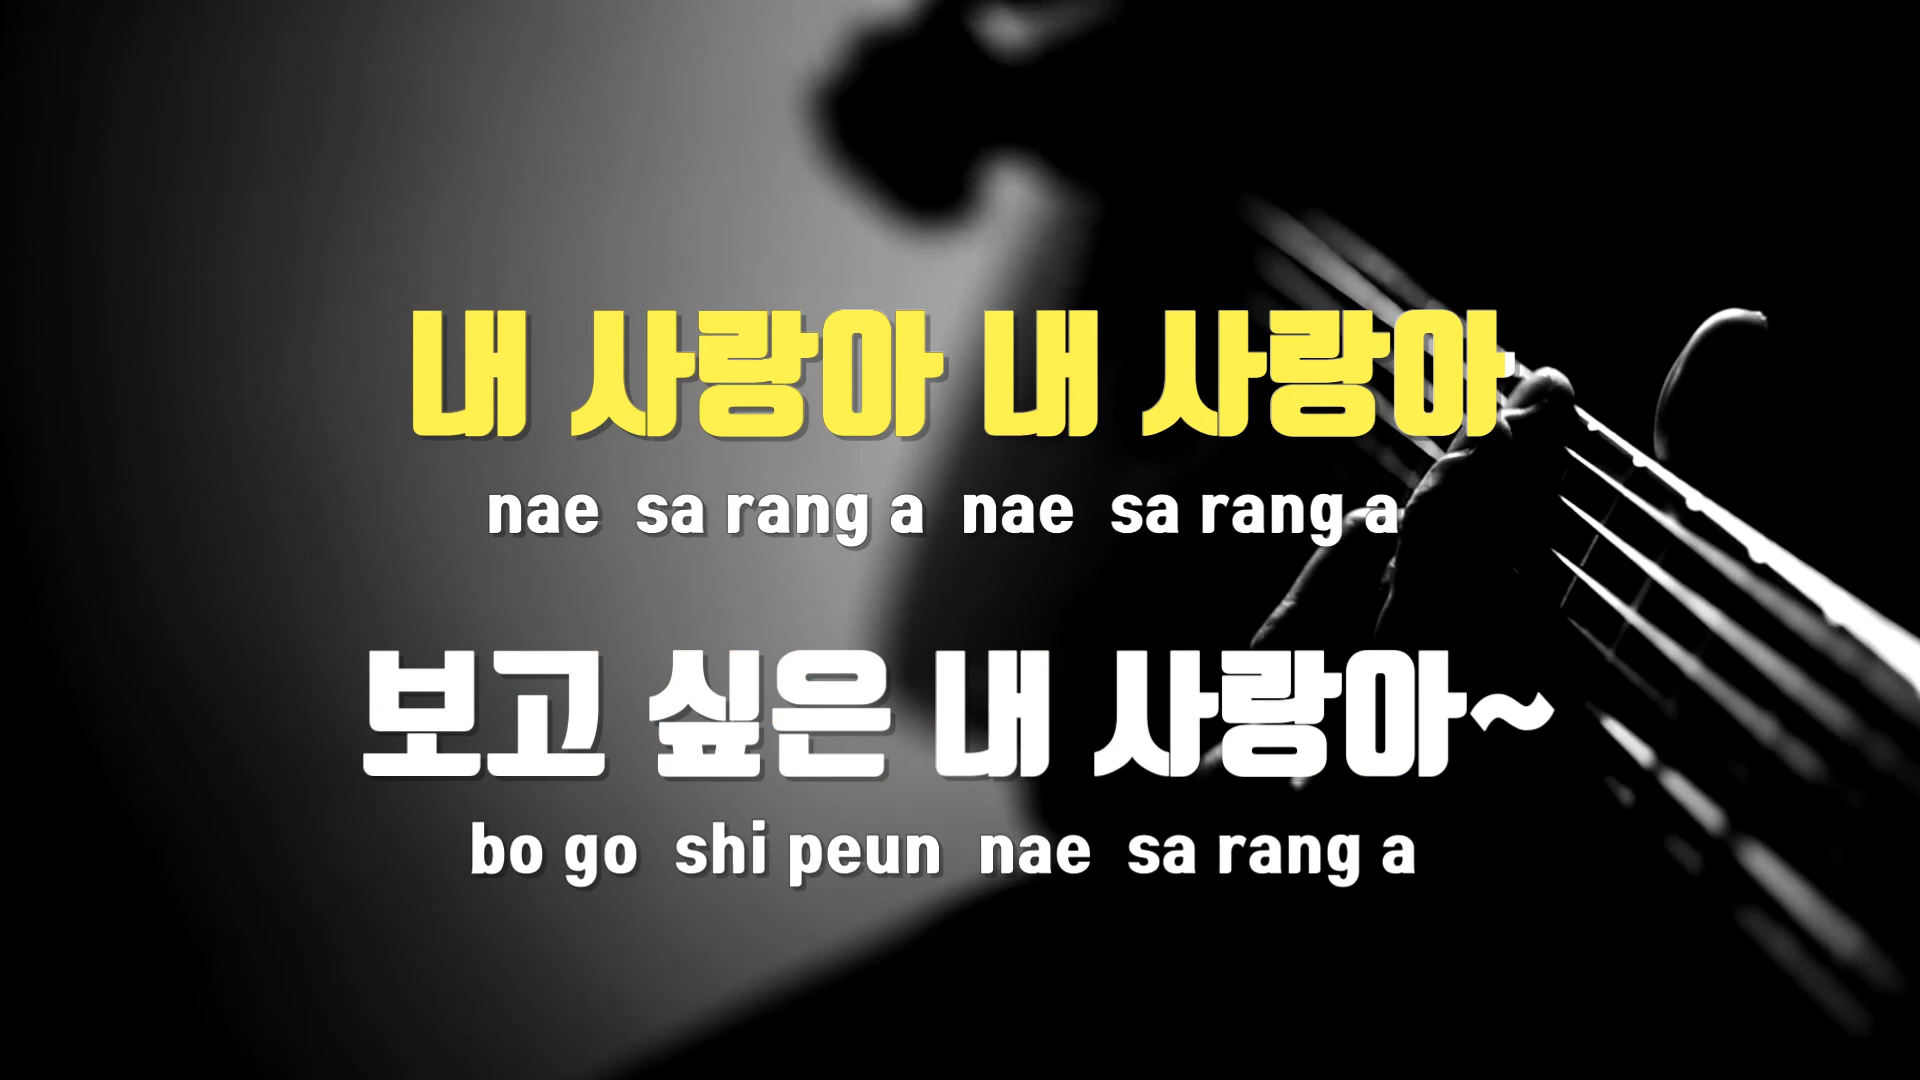 내 사랑아 내 사랑아
nae sa rang a nae sa rang a
보고 싶은 내 사랑아~
bo go shi peun nae sa rang a